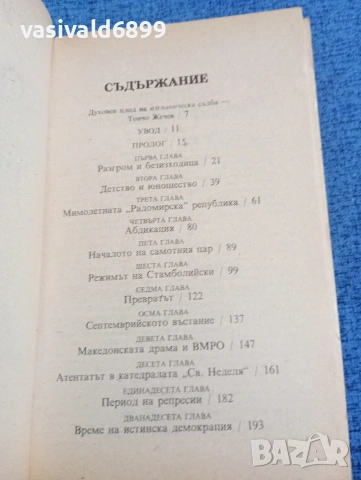 vasivald6789
СЪДЪРЖАНИЕ
Духовен плод на изгнаническа съдба —
Тончо Жечев / 7
УВОД / 11
ПРОЛОГ / 15
ПЪРВА ГЛАВА
Разгром и безизходица / 21
ВТОРА ГЛАВА
Детство и юношество / 39
ТРЕТА ГЛАВА
Мимолетната „Радомирска" република / 61
ЧЕТВЪРТА ГЛАВА
Абдикация / 80
ПЕТА ГЛАВА
Началото на самотния цар / 89
ШЕСТА ГЛАВА
Режимът на Стамболийски / 99
СЕДМА ГЛАВА
Превратът / 122
ОСМА ГЛАВА
Септемврийското въстание / 137
ДЕВЕТА ГЛАВА
Македонската драма и ВМРО / 147
ДЕСЕТА ГЛАВА
Атентатът в катедралата „Св. Неделя" / 161
ЕДИНАДЕСЕТА ГЛАВА
Период на репресии / 182
ДВАНАДЕСЕТА ГЛАВА
Време на истинска демокрация / 193
БАЗАР